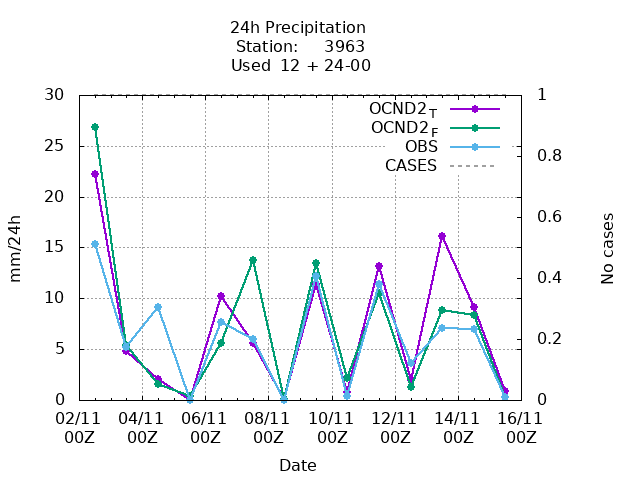 24h Precipitation
Station: 3963
Used 12 + 24-00
mm/24h
30
25
20
15
10
5
0
OCND2T
OCND2F
OBS
CASES
1
0.8
0.6
0.4
0.2
0
No cases
02/11 04/11 06/11 08/11 10/11 12/11 14/11 16/11
00Z 00Z 00Z 00Z 00Z 00Z 00Z 00Z
Date